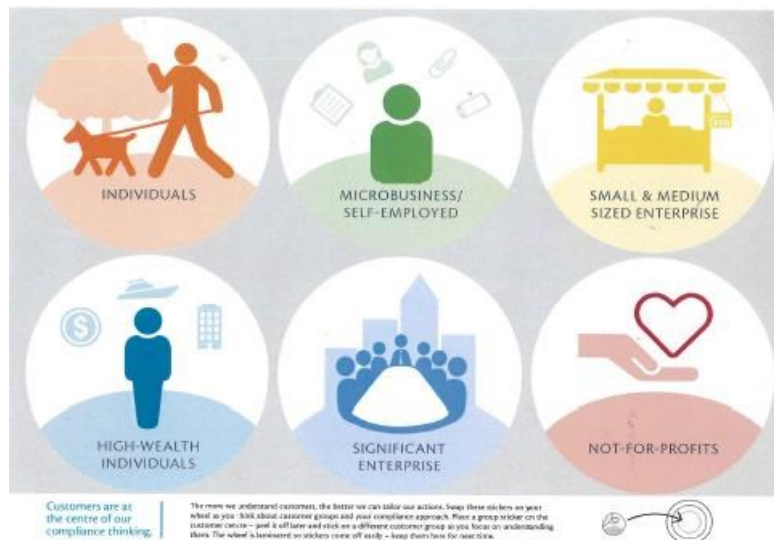 INDIVIDUALS
MICROBUSINESS/
SELF-EMPLOYED
SMALL & MEDIUM
SIZED ENTERPRISE
HIGH-WEALTH
INDIVIDUALS
SIGNIFICANT
ENTERPRISE
NOT-FOR-PROFITS
Customers are at
the centre of our
compliance thinking.
The more we understand customers, the better we can tailor our actions. Swap these stickers on your
wheel as you think about customer groups and your compliance approach. Place a group sticker on the
customer centre – peel it off later and stick on a different customer group as you focus on understanding
them. The wheel is laminated so stickers come off easily – keep them here for next time.